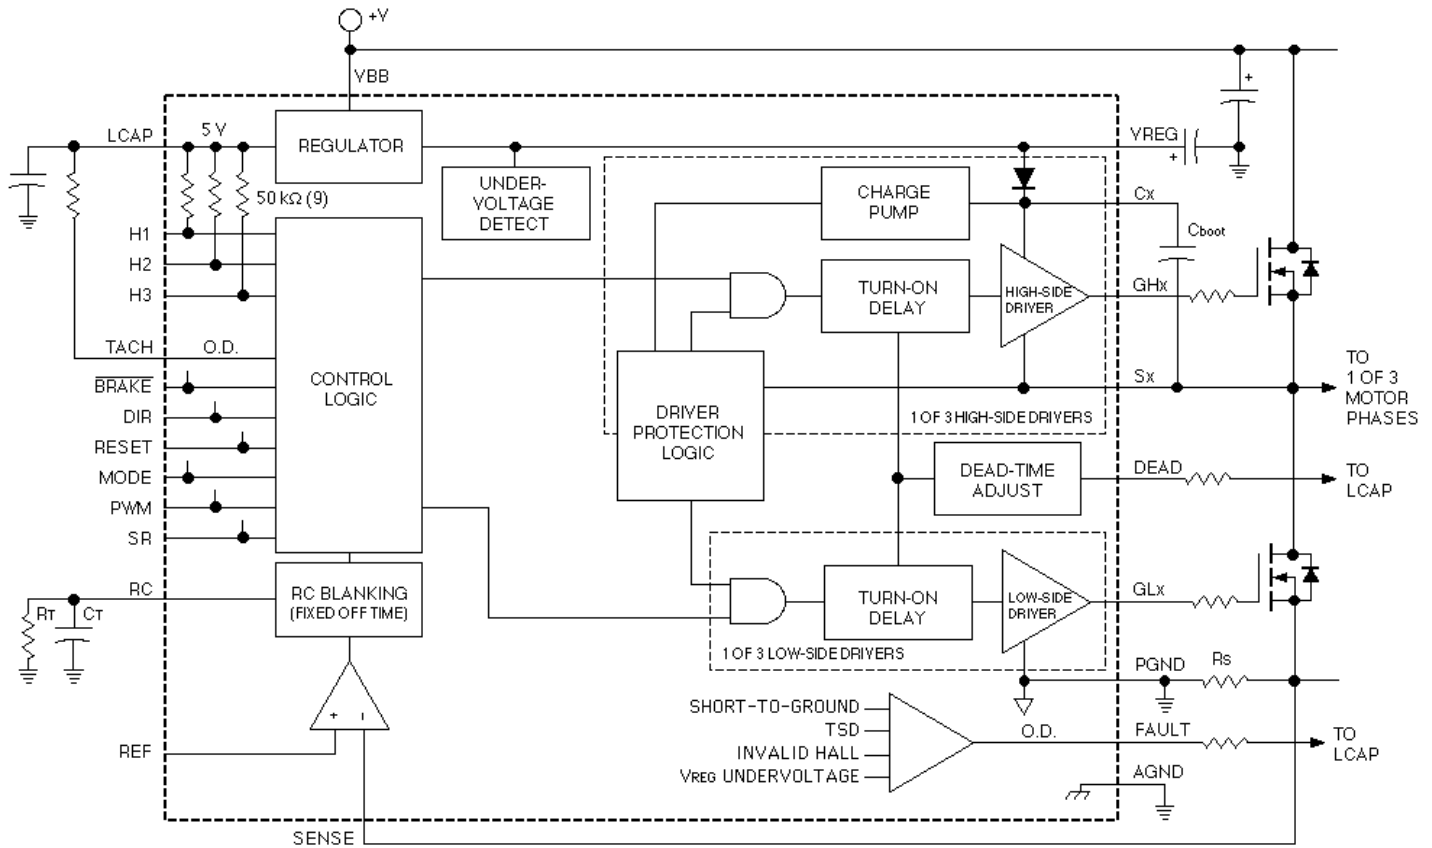 +V
VBB
LCAP
5 V
REGULATOR
VREG
+
+
UNDER-
VOLTAGE
DETECT
CHARGE
PUMP
Cx
50 kΩ (9)
Cboot
H1
H2
H3
TURN-ON
DELAY
HIGH-SIDE
DRIVER
GHx
TACH
O.D.
BRAKE
CONTROL
LOGIC
Sx
TO
1 OF 3
MOTOR
PHASES
DIR
DRIVER
PROTECTION
LOGIC
1 OF 3 HIGH-SIDE DRIVERS
RESET
MODE
DEAD-TIME
ADJUST
DEAD
TO
LCAP
PWM
SR
RC
RT
CT
RC BLANKING
(FIXED OFF TIME)
TURN-ON
DELAY
LOW-SIDE
DRIVER
GLx
1 OF 3 LOW-SIDE DRIVERS
PGND
RS
+
–
SHORT-TO-GROUND
TSD
INVALID HALL
VREG UNDERVOLTAGE
O.D.
FAULT
TO
LCAP
REF
AGND
SENSE